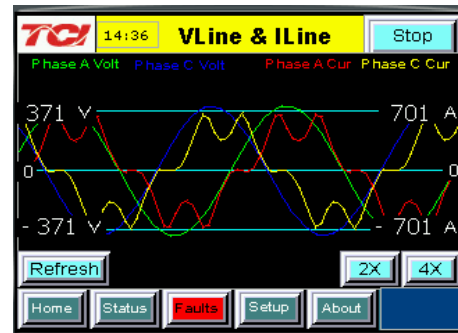 TCI 14:36 VLine & ILine Stop
Phase A Volt Phase C Volt Phase A Cur Phase C Cur
371 V 701 A
0 0
- 371 V - 701 A
Refresh 2X 4X
Home Status Faults Setup About